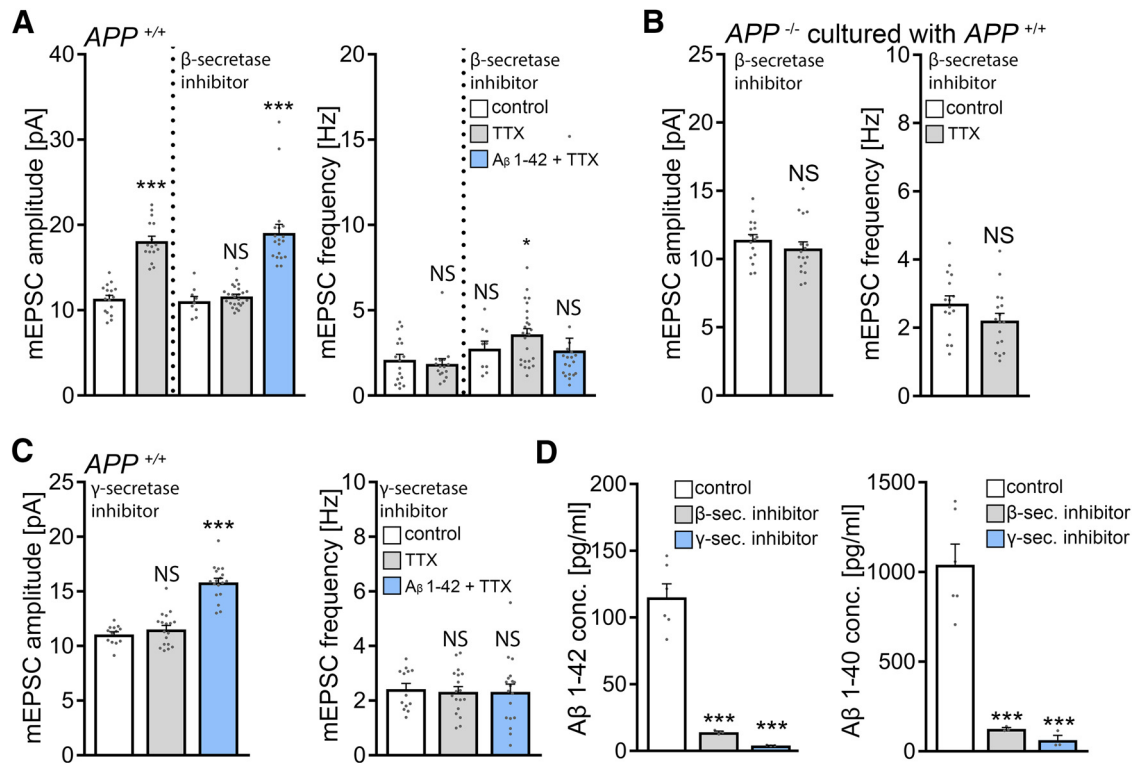 A
APP +/+
β-secretase
inhibitor
***
***
NS
mEPSC amplitude [pA]
40
30
20
10
0
β-secretase
inhibitor
control
TTX
Aβ 1-42 + TTX
NS
NS
*
NS
mEPSC frequency [Hz]
20
15
10
5
0
B
APP -/- cultured with APP +/+
β-secretase
inhibitor
NS
mEPSC amplitude [pA]
25
20
15
10
5
0
β-secretase
inhibitor
control
TTX
NS
mEPSC frequency [Hz]
10
8
6
4
2
0
C
APP +/+
γ-secretase
inhibitor
***
NS
mEPSC amplitude [pA]
25
20
15
10
5
0
γ-secretase
inhibitor
control
TTX
Aβ 1-42 + TTX
NS
NS
mEPSC frequency [Hz]
10
8
6
4
2
0
D
control
β-sec. inhibitor
γ-sec. inhibitor
***
***
Aβ 1-42 conc. [pg/ml]
200
150
100
50
0
control
β-sec. inhibitor
γ-sec. inhibitor
***
***
Aβ 1-40 conc. [pg/ml]
1500
1000
500
0